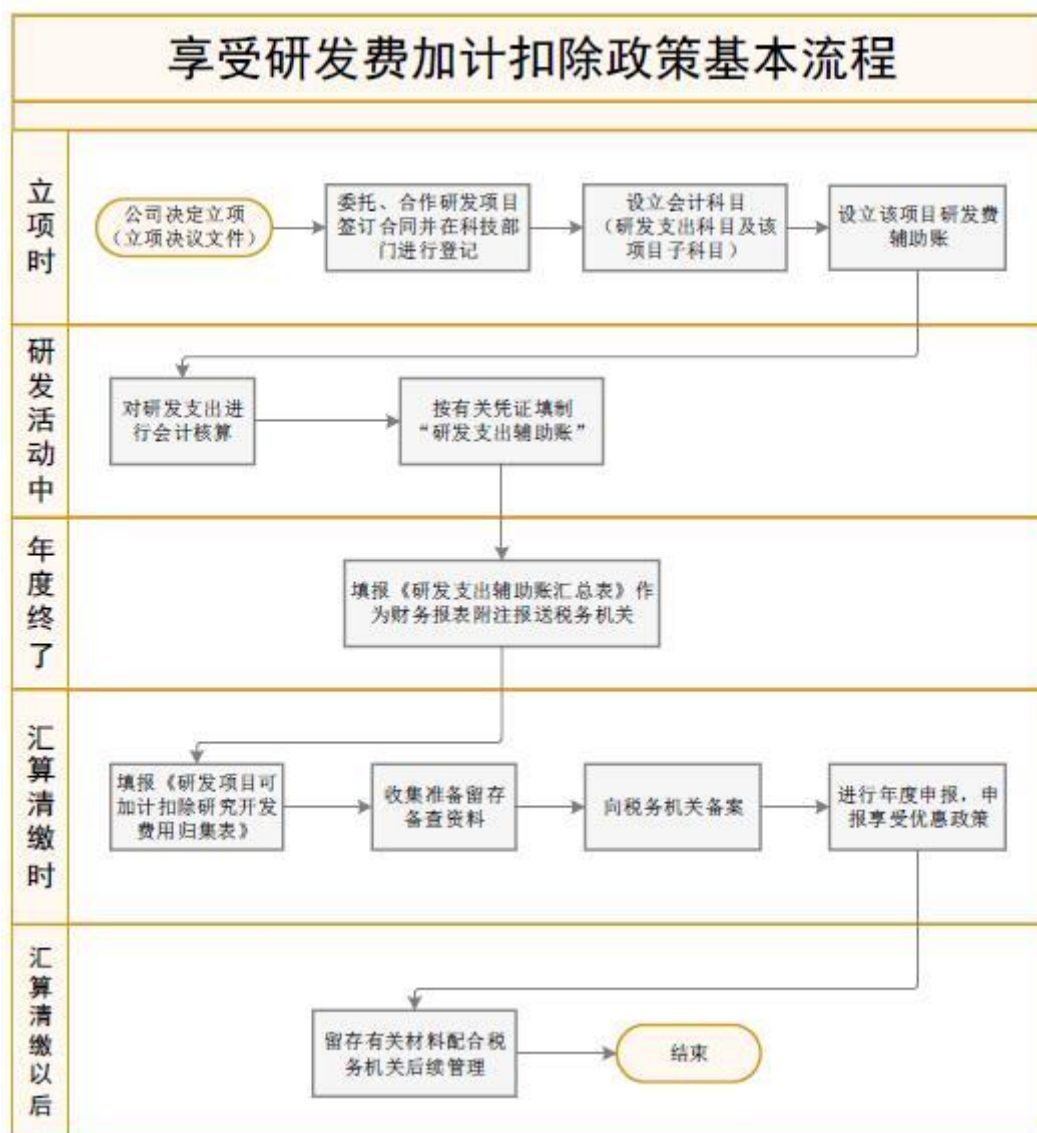 享受研发费加计扣除政策基本流程
立项时
公司决定立项
（立项决议文件）
委托、合作研发项目
签订合同并在科技部
门进行登记
设立会计科目
（研发支出科目及该
项目子科目）
设立该项目研发费
辅助账
研发活动中
对研发支出进
行会计核算
按有关凭证填制
“研发支出辅助账”
年度终了
填报《研发支出辅助账汇总表》作
为财务报表附注报送税务机关
汇算清缴时
填报《研发项目可
加计扣除研究开发
费用归集表》
收集准备留存
备查资料
向税务机关备案
进行年度申报，申
报享受优惠政策
汇算清缴以后
留存有关材料配合税
务机关后续管理
结束